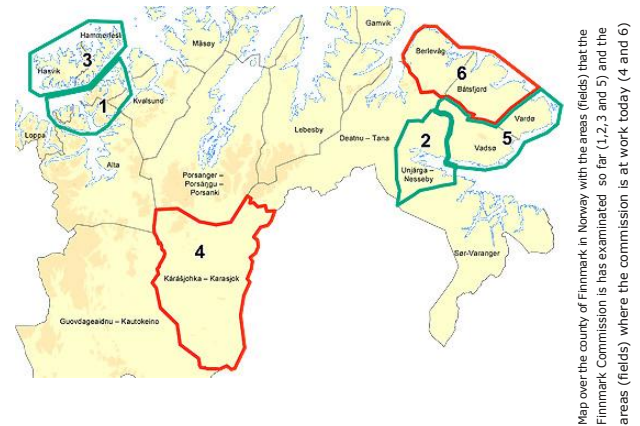 Gamvik
Hammerfest
Måsøy
Berlevåg
3
Hasvik
6
Båtsfjord
1
Kvalsund
Vardø
Loppa
Lebesby
Deatnu – Tana
2
5
Vadsø
Alta
Unjárga –
Nesseby
Porsanger –
Porsáŋgu –
Porsanki
4
Sør-Varanger
Kárášjohka – Karasjok
Guovdageaidnu – Kautokeino
Map over the county of Finnmark in Norway with the areas (fields) that the
Finnmark Commission is has examinated so far (1,2,3 and 5) and the
areas (fields) where the commission is at work today (4 and 6)